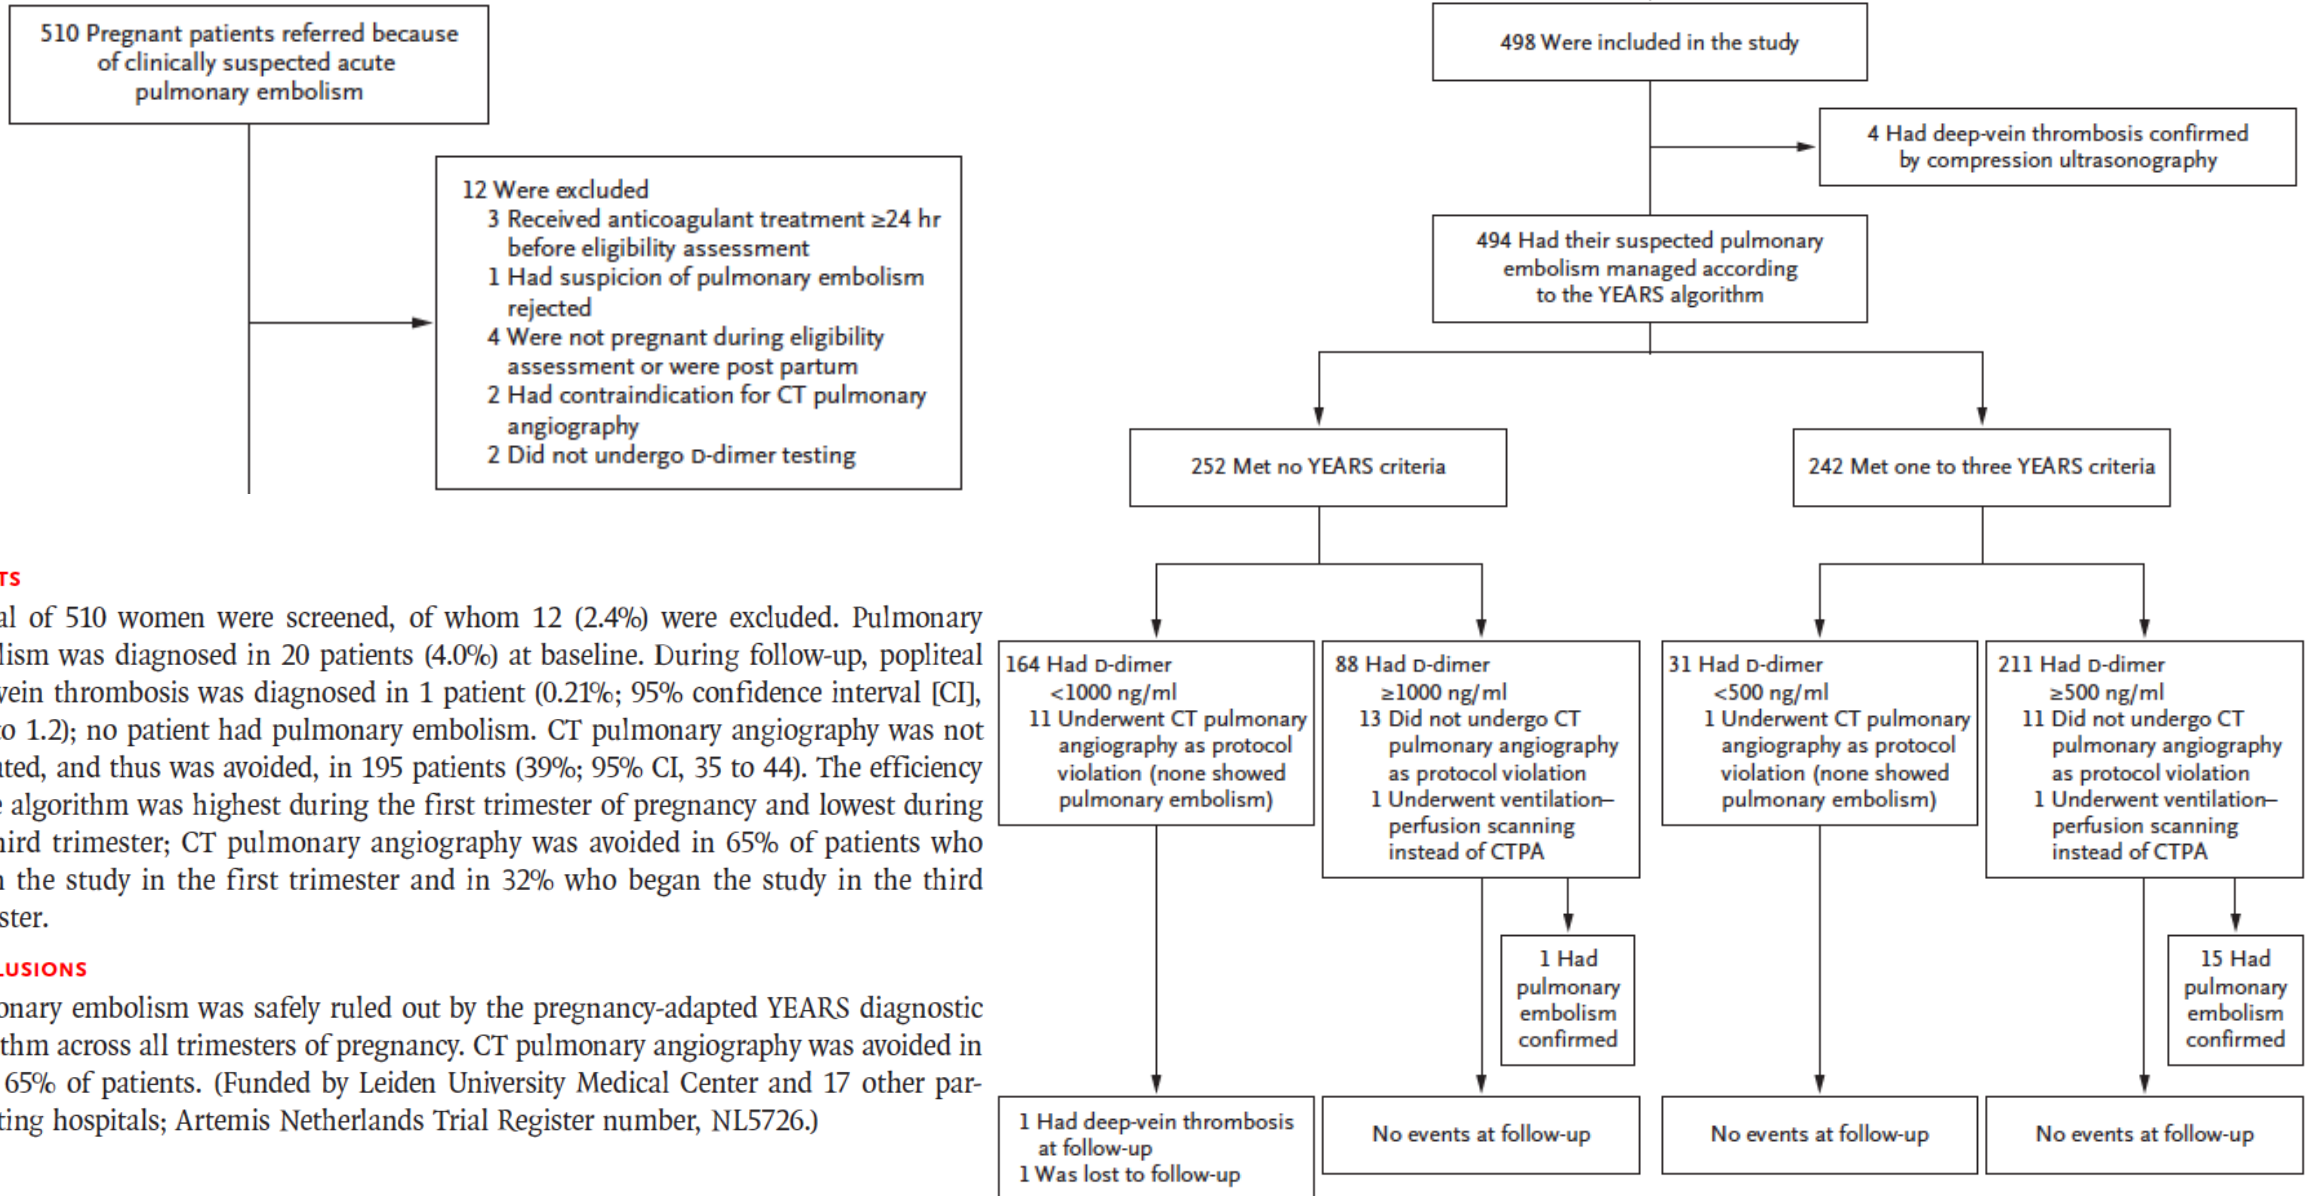 510 Pregnant patients referred because
of clinically suspected acute
pulmonary embolism
12 Were excluded
3 Received anticoagulant treatment ≥24 hr
before eligibility assessment
1 Had suspicion of pulmonary embolism
rejected
4 Were not pregnant during eligibility
assessment or were post partum
2 Had contraindication for CT pulmonary
angiography
2 Did not undergo D-dimer testing
TS
al of 510 women were screened, of whom 12 (2.4%) were excluded. Pulmonary
lism was diagnosed in 20 patients (4.0%) at baseline. During follow-up, popliteal
vein thrombosis was diagnosed in 1 patient (0.21%; 95% confidence interval [CI],
to 1.2); no patient had pulmonary embolism. CT pulmonary angiography was not
ated, and thus was avoided, in 195 patients (39%; 95% CI, 35 to 44). The efficiency
e algorithm was highest during the first trimester of pregnancy and lowest during
hird trimester; CT pulmonary angiography was avoided in 65% of patients who
n the study in the first trimester and in 32% who began the study in the third
ster.
LUSIONS
onary embolism was safely ruled out by the pregnancy-adapted YEARS diagnostic
thm across all trimesters of pregnancy. CT pulmonary angiography was avoided in
65% of patients. (Funded by Leiden University Medical Center and 17 other par-
ting hospitals; Artemis Netherlands Trial Register number, NL5726.)
498 Were included in the study
4 Had deep-vein thrombosis confirmed
by compression ultrasonography
494 Had their suspected pulmonary
embolism managed according
to the YEARS algorithm
252 Met no YEARS criteria
242 Met one to three YEARS criteria
164 Had D-dimer
<1000 ng/ml
11 Underwent CT pulmonary
angiography as protocol
violation (none showed
pulmonary embolism)
88 Had D-dimer
≥1000 ng/ml
13 Did not undergo CT
pulmonary angiography
as protocol violation
1 Underwent ventilation–
perfusion scanning
instead of CTPA
31 Had D-dimer
<500 ng/ml
1 Underwent CT pulmonary
angiography as protocol
violation (none showed
pulmonary embolism)
211 Had D-dimer
≥500 ng/ml
11 Did not undergo CT
pulmonary angiography
as protocol violation
1 Underwent ventilation–
perfusion scanning
instead of CTPA
1 Had
pulmonary
embolism
confirmed
15 Had
pulmonary
embolism
confirmed
1 Had deep-vein thrombosis
at follow-up
1 Was lost to follow-up
No events at follow-up
No events at follow-up
No events at follow-up